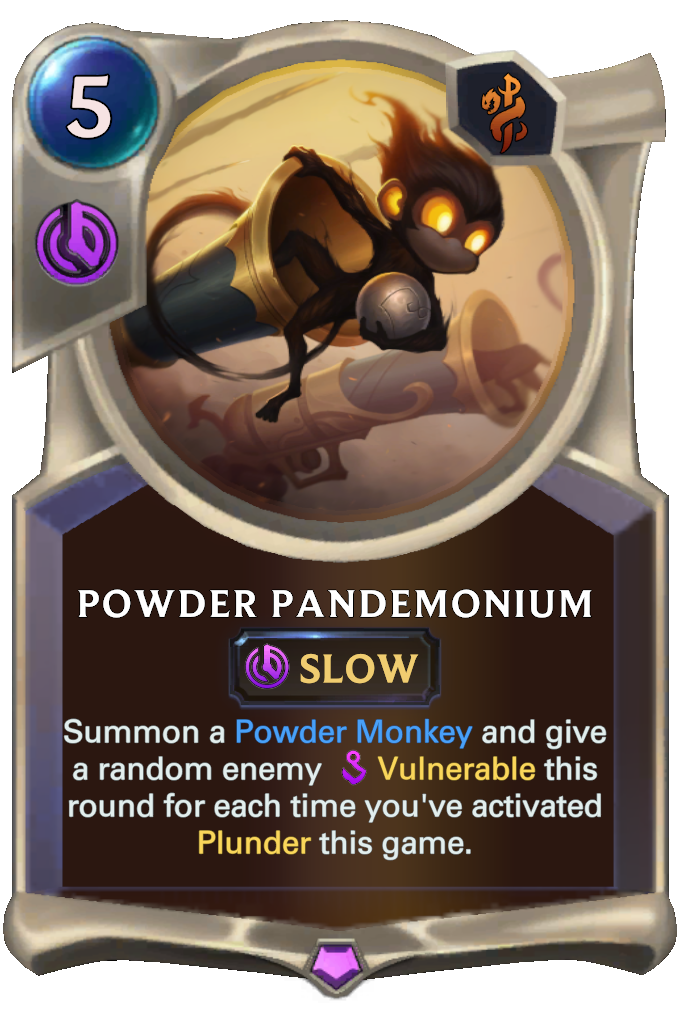 5
POWDER PANDEMONIUM
SLOW
Summon a Powder Monkey and give
a random enemy Vulnerable this
round for each time you've activated
Plunder this game.